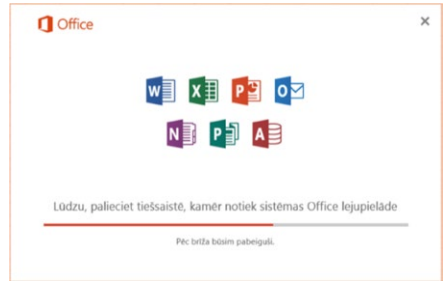 Office
W X P O
N P A
Lūdzu, palieciet tiešsaistē, kamēr notiek sistēmas Office lejupielāde
Pēc brīža būsim pabeiguši.